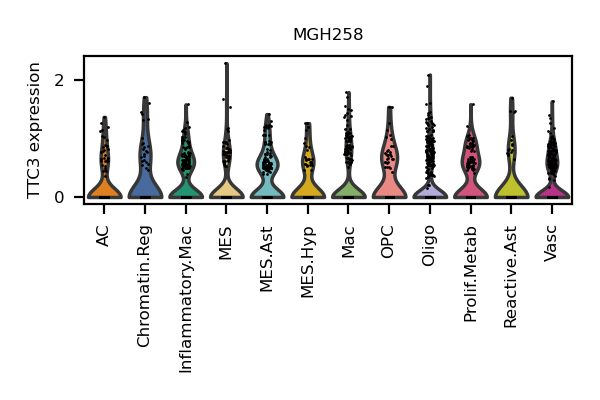 MGH258
TTC3 expression
2
0
AC
Chromatin.Reg
Inflammatory.Mac
MES
MES.Ast
MES.Hyp
Mac
OPC
Oligo
Prolif.Metab
Reactive.Ast
Vasc